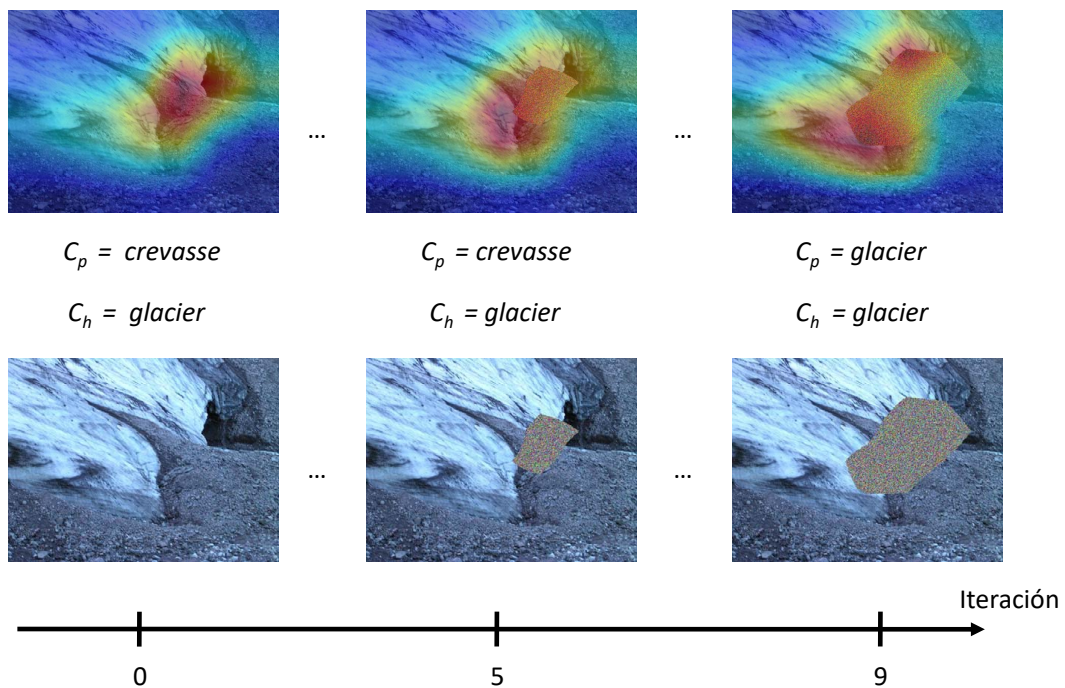 ... ...
C_p = crevasse C_p = crevasse C_p = glacier
C_h = glacier C_h = glacier C_h = glacier
... ...
Iteración
0 5 9